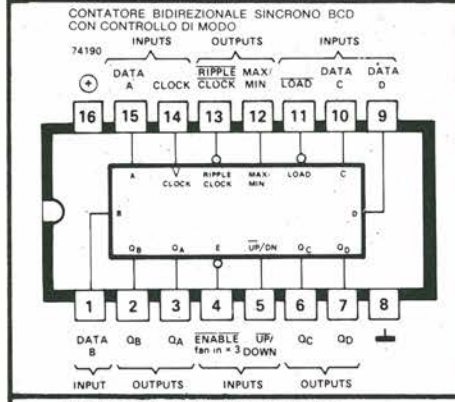 CONTATORE BIDIREZIONALE SINCRONO BCD
CON CONTROLLO DI MODO
74190
INPUTS OUTPUTS INPUTS
DATA A CLOCK RIPPLE CLOCK MAX/MIN LOAD DATA C DATA D
16 15 14 13 12 11 10 9
A CLOCK RIPPLE CLOCK MAX/MIN LOAD C
B D
QB QA E UP/DN QC QD
1 2 3 4 5 6 7 8
DATA B QB QA ENABLE fan in = 3 UP/DOWN QC QD
INPUT OUTPUTS INPUTS OUTPUTS